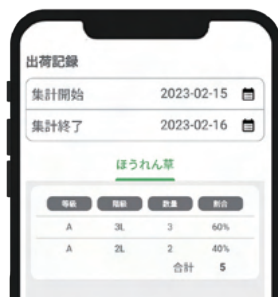 出荷記録
集計開始 2023-02-15
集計終了 2023-02-16
ほうれん草
等級 階級 数量 割合
A 3L 3 60%
A 2L 2 40%
合計 5